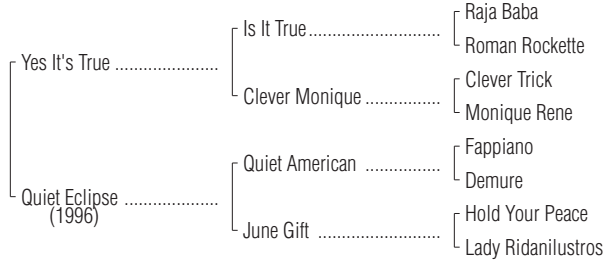 Raja Baba
Is It True
Roman Rockette
Yes It's True
Clever Trick
Clever Monique
Monique Rene
Fappiano
Quiet American
Demure
Quiet Eclipse
(1996)
Hold Your Peace
June Gift
Lady Ridanilustros